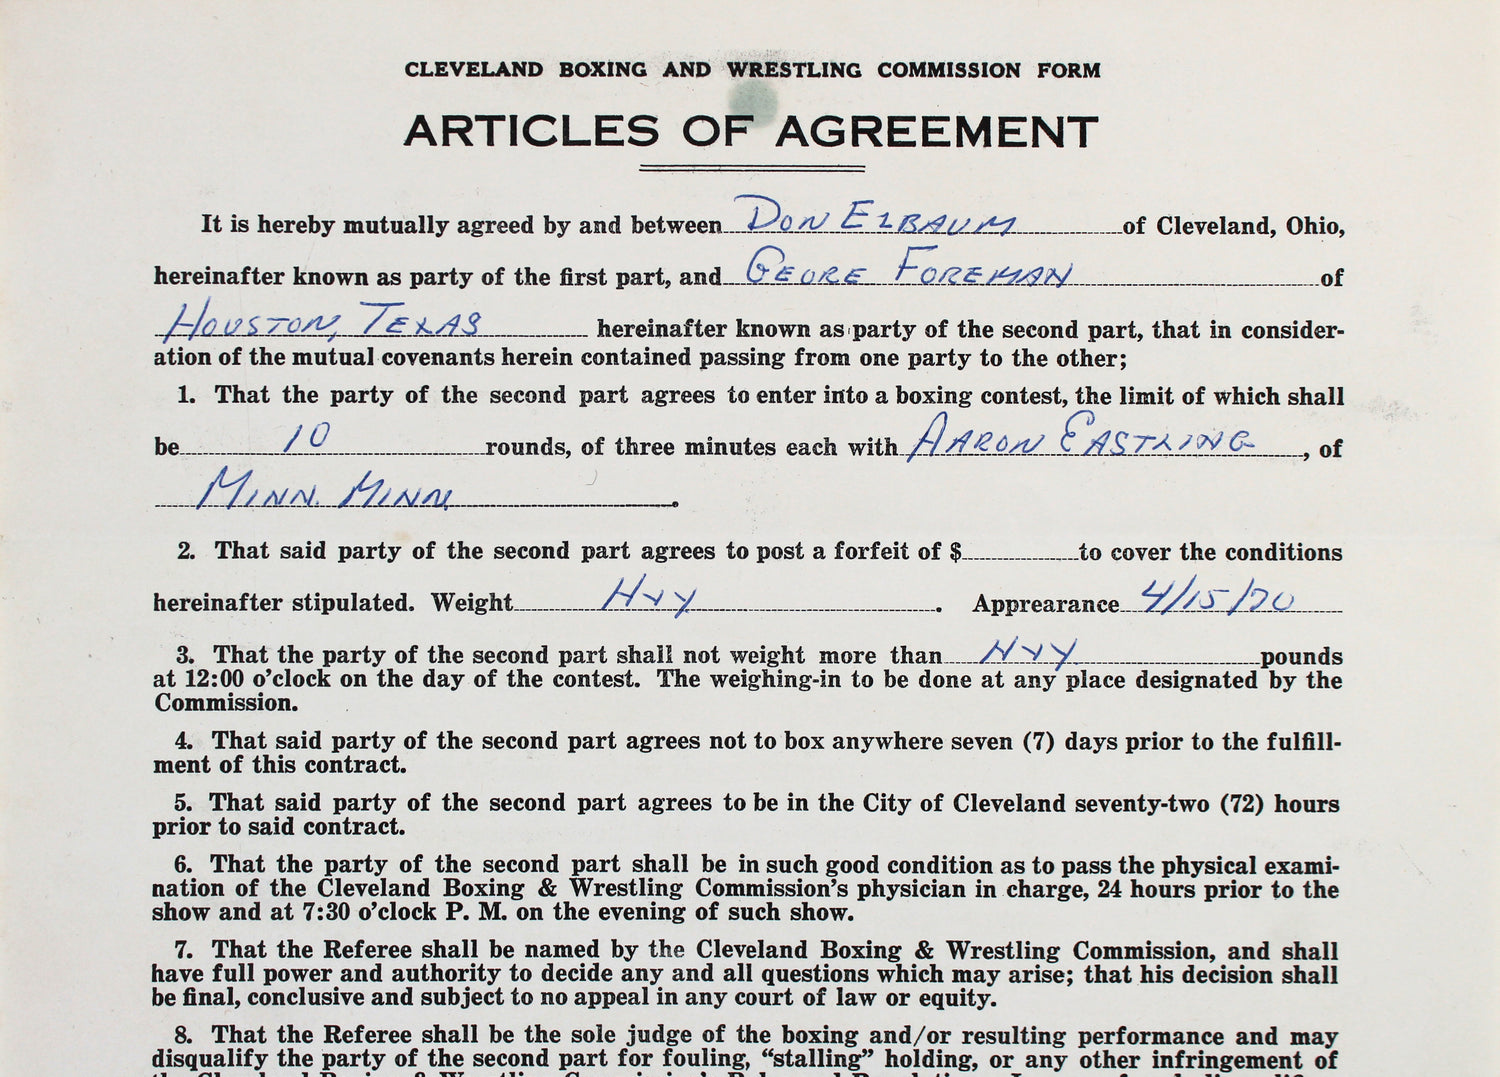 CLEVELAND BOXING AND WRESTLING COMMISSION FORM
ARTICLES OF AGREEMENT
It is hereby mutually agreed by and between DON ELBAUM of Cleveland, Ohio,
hereinafter known as party of the first part, and GEORE FOREMAN of
HOUSTON, TEXAS hereinafter known as party of the second part, that in consider-
ation of the mutual covenants herein contained passing from one party to the other;
1. That the party of the second part agrees to enter into a boxing contest, the limit of which shall
be 10 rounds, of three minutes each with AARON EASTLING, of
MINN. MINN.
2. That said party of the second part agrees to post a forfeit of $ to cover the conditions
hereinafter stipulated. Weight HVY. Apprearance 4/15/70
3. That the party of the second part shall not weight more than HVY pounds
at 12:00 o'clock on the day of the contest. The weighing-in to be done at any place designated by the
Commission.
4. That said party of the second part agrees not to box anywhere seven (7) days prior to the fulfill-
ment of this contract.
5. That said party of the second part agrees to be in the City of Cleveland seventy-two (72) hours
prior to said contract.
6. That the party of the second part shall be in such good condition as to pass the physical exami-
nation of the Cleveland Boxing & Wrestling Commission's physician in charge, 24 hours prior to the
show and at 7:30 o'clock P. M. on the evening of such show.
7. That the Referee shall be named by the Cleveland Boxing & Wrestling Commission, and shall
have full power and authority to decide any and all questions which may arise; that his decision shall
be final, conclusive and subject to no appeal in any court of law or equity.
8. That the Referee shall be the sole judge of the boxing and/or resulting performance and may
disqualify the party of the second part for fouling, "stalling" holding, or any other infringement of